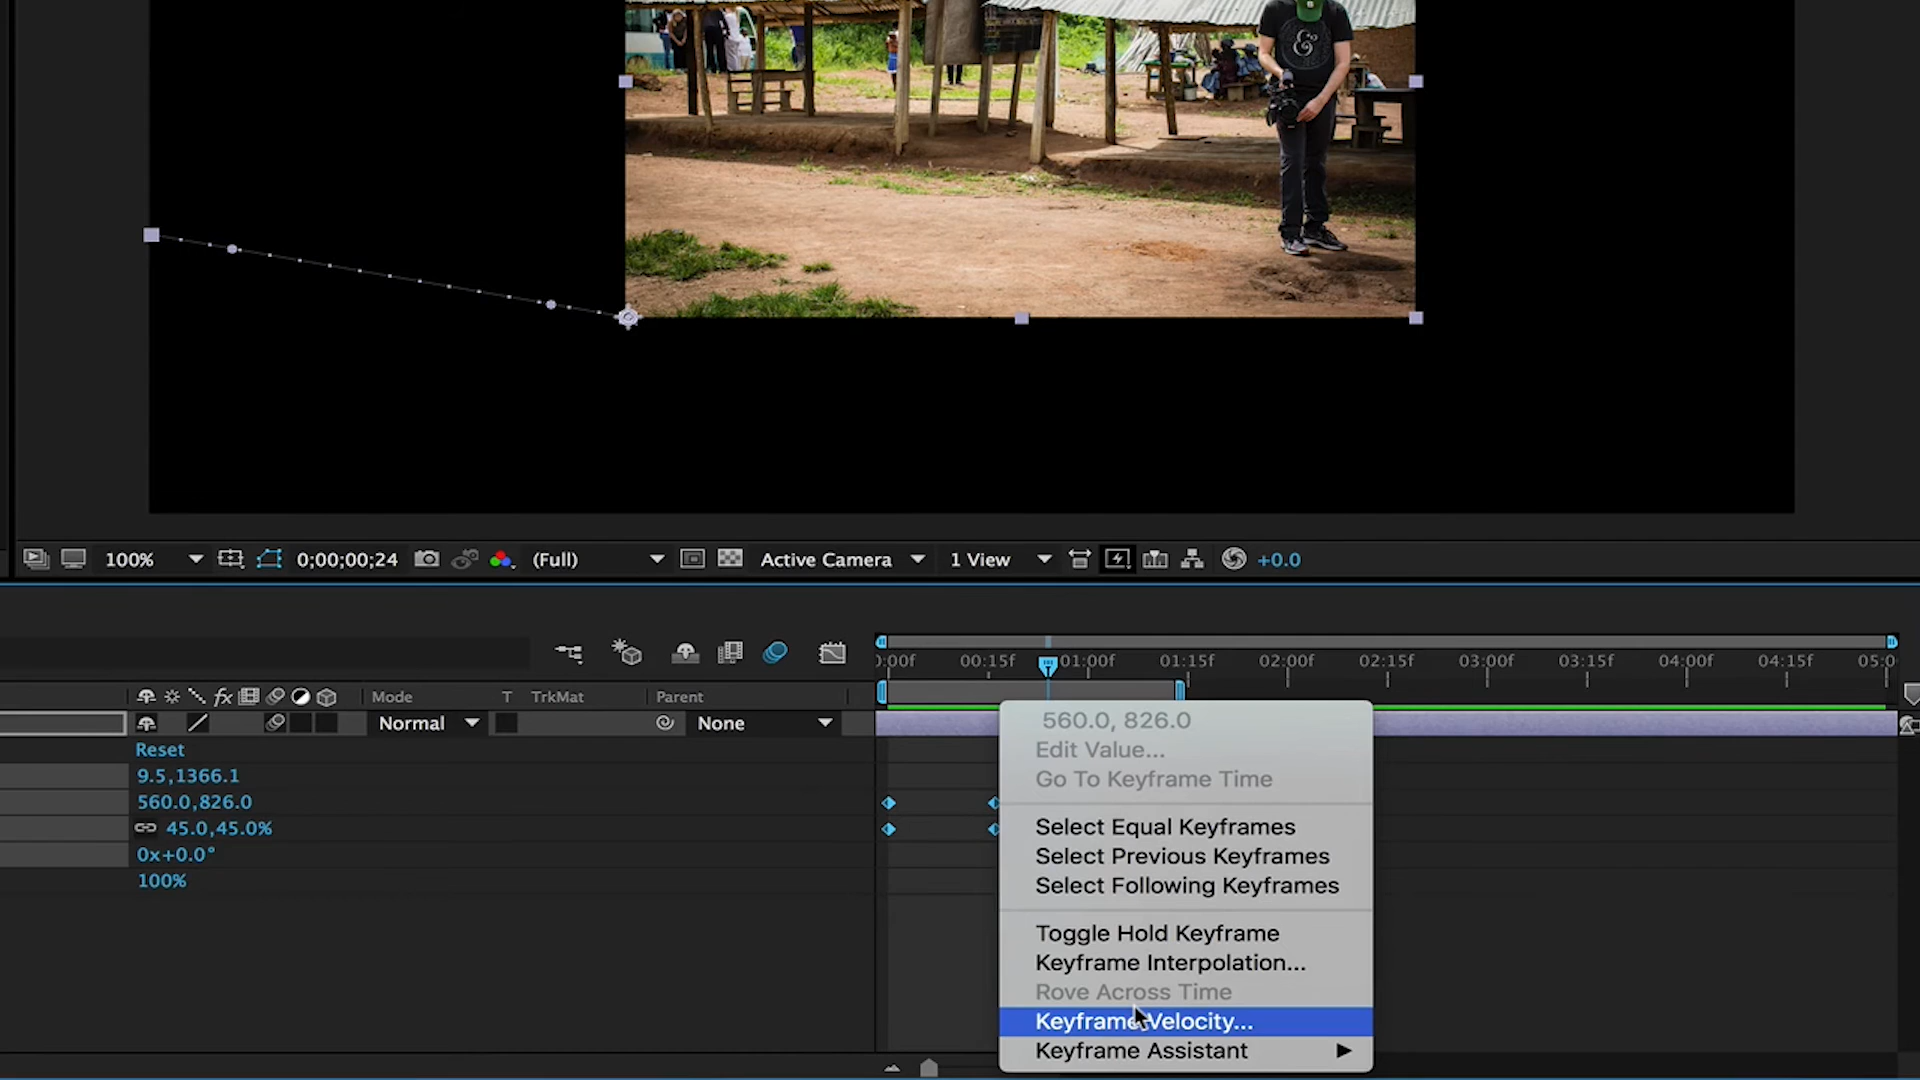 &
100%
0;00;00;24
(Full)
Active Camera
1 View
+0.0
:00f
00:15f
01:00f
01:15f
02:00f
02:15f
03:00f
03:15f
04:00f
04:15f
05:0
fx
Mode
T
TrkMat
Parent
Normal
None
Reset
9.5,1366.1
560.0,826.0
45.0,45.0%
0x+0.0°
100%
560.0, 826.0
Edit Value...
Go To Keyframe Time
Select Equal Keyframes
Select Previous Keyframes
Select Following Keyframes
Toggle Hold Keyframe
Keyframe Interpolation...
Rove Across Time
Keyframe Velocity...
Keyframe Assistant